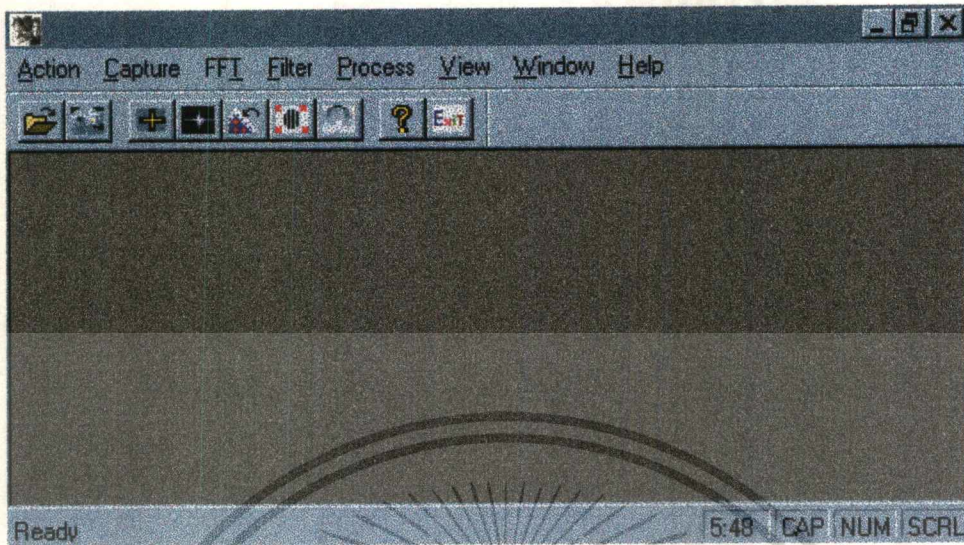 Action Capture FFT Filter Process View Window Help
? ExiT
Ready 5:48 CAP NUM SCRL